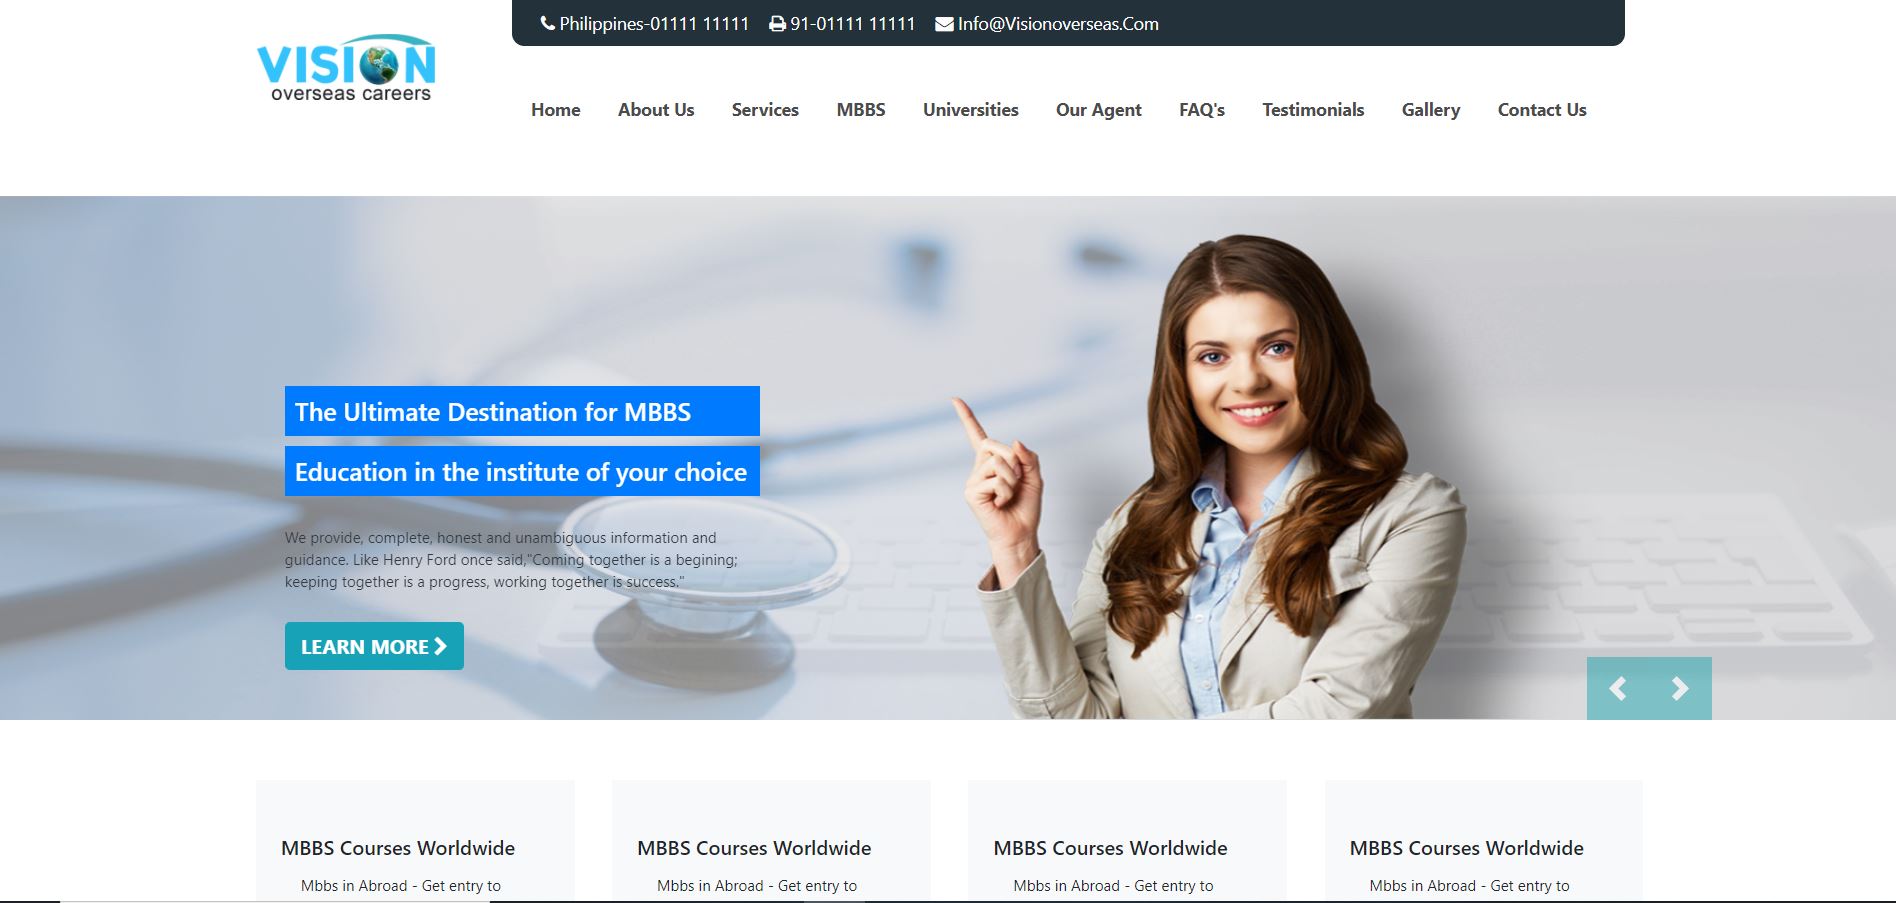 Philippines-01111 11111 91-01111 11111 Info@Visionoverseas.Com
VISION
overseas careers
Home About Us Services MBBS Universities Our Agent FAQ's Testimonials Gallery Contact Us
The Ultimate Destination for MBBS
Education in the institute of your choice
We provide, complete, honest and unambiguous information and
guidance. Like Henry Ford once said,"Coming together is a begining;
keeping together is a progress, working together is success."
LEARN MORE
MBBS Courses Worldwide
Mbbs in Abroad - Get entry to
MBBS Courses Worldwide
Mbbs in Abroad - Get entry to
MBBS Courses Worldwide
Mbbs in Abroad - Get entry to
MBBS Courses Worldwide
Mbbs in Abroad - Get entry to